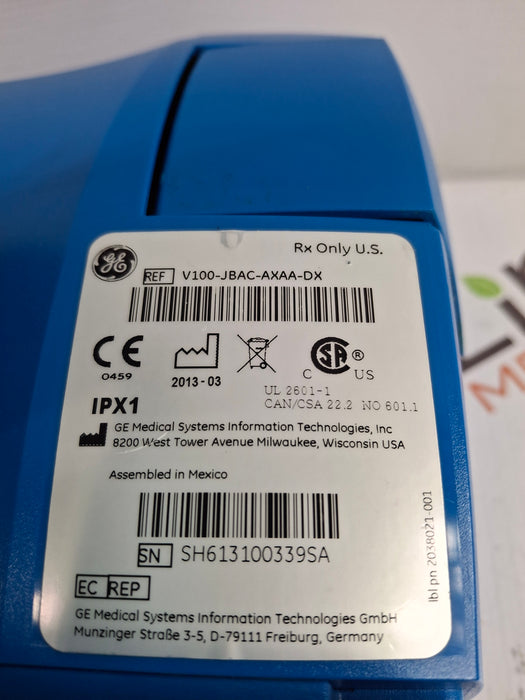 Rx Only U.S.
GE
REF V100-JBAC-AXAA-DX
CE
0459
2013-03
C SA ® US
UL 2601-1
CAN/CSA 22.2 NO 601.1
IPX1
GE Medical Systems Information Technologies, Inc
8200 West Tower Avenue Milwaukee, Wisconsin USA
Assembled in Mexico
SN SH613100339SA
lbl pn 2038021-001
EC REP
GE Medical Systems Information Technologies GmbH
Munzinger Straße 3-5, D-79111 Freiburg, Germany